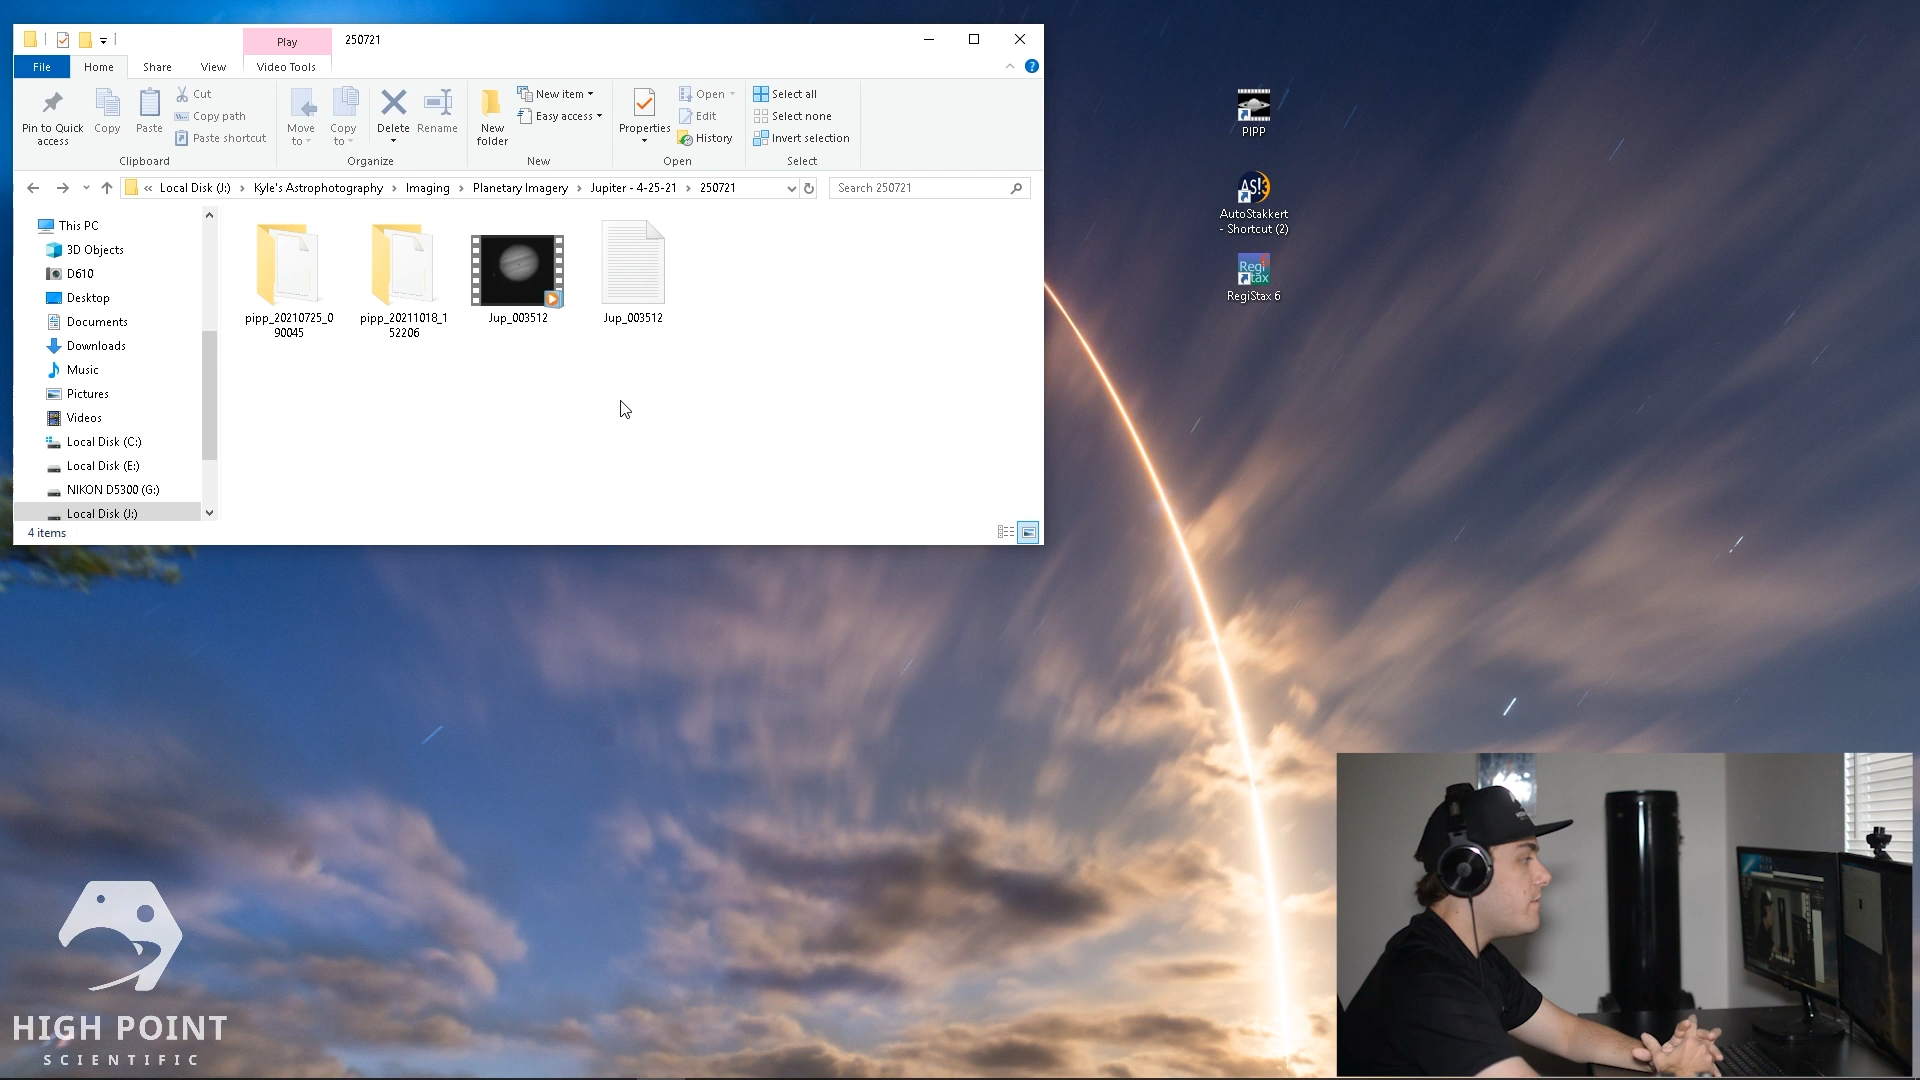 Play
250721
File
Home
Share
View
Video Tools
Pin to Quick
access
Copy
Paste
Cut
Copy path
Paste shortcut
Clipboard
Move
to
Copy
to
Delete
Rename
Organize
New
folder
New item
Easy access
New
Properties
Open
Edit
History
Open
Select all
Select none
Invert selection
Select
« Local Disk (J:) › Kyle's Astrophotography › Imaging › Planetary Imagery › Jupiter - 4-25-21 › 250721
Search 250721
This PC
3D Objects
D610
Desktop
Documents
Downloads
Music
Pictures
Videos
Local Disk (C:)
Local Disk (E:)
NIKON D5300 (G:)
Local Disk (J:)
pipp_20210725_0
90045
pipp_20211018_1
52206
Jup_003512
Jup_003512
4 items
PIPP
AS!3
AutoStakkert
- Shortcut (2)
Regi
Stax
RegiStax 6
HIGH POINT
SCIENTIFIC